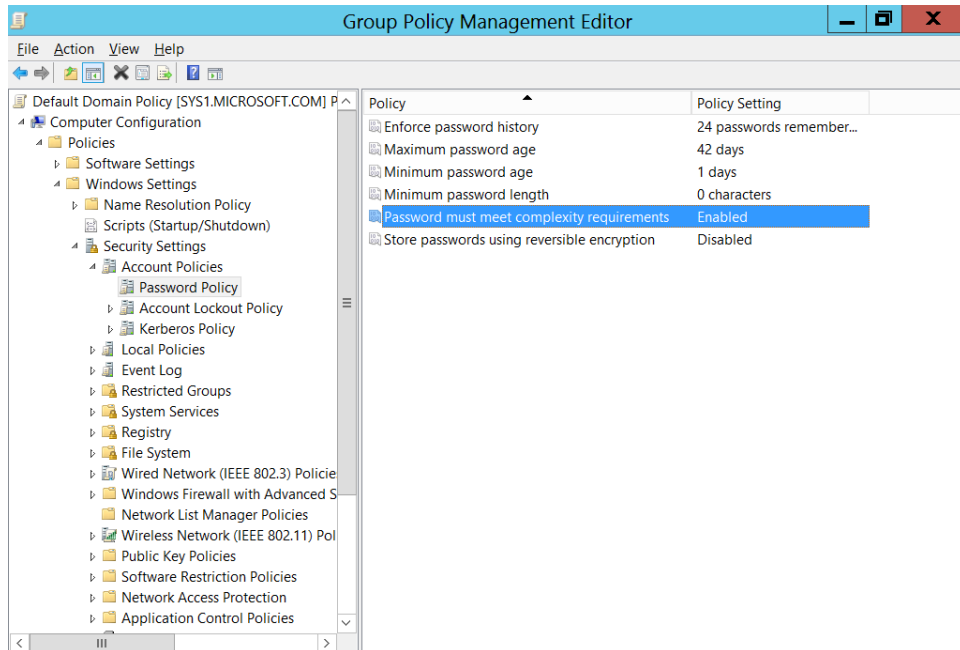 Group Policy Management Editor
File Action View Help
Default Domain Policy [SYS1.MICROSOFT.COM] P
Computer Configuration
Policies
Software Settings
Windows Settings
Name Resolution Policy
Scripts (Startup/Shutdown)
Security Settings
Account Policies
Password Policy
Account Lockout Policy
Kerberos Policy
Local Policies
Event Log
Restricted Groups
System Services
Registry
File System
Wired Network (IEEE 802.3) Policie
Windows Firewall with Advanced S
Network List Manager Policies
Wireless Network (IEEE 802.11) Pol
Public Key Policies
Software Restriction Policies
Network Access Protection
Application Control Policies
Policy Policy Setting
Enforce password history 24 passwords remember...
Maximum password age 42 days
Minimum password age 1 days
Minimum password length 0 characters
Password must meet complexity requirements Enabled
Store passwords using reversible encryption Disabled